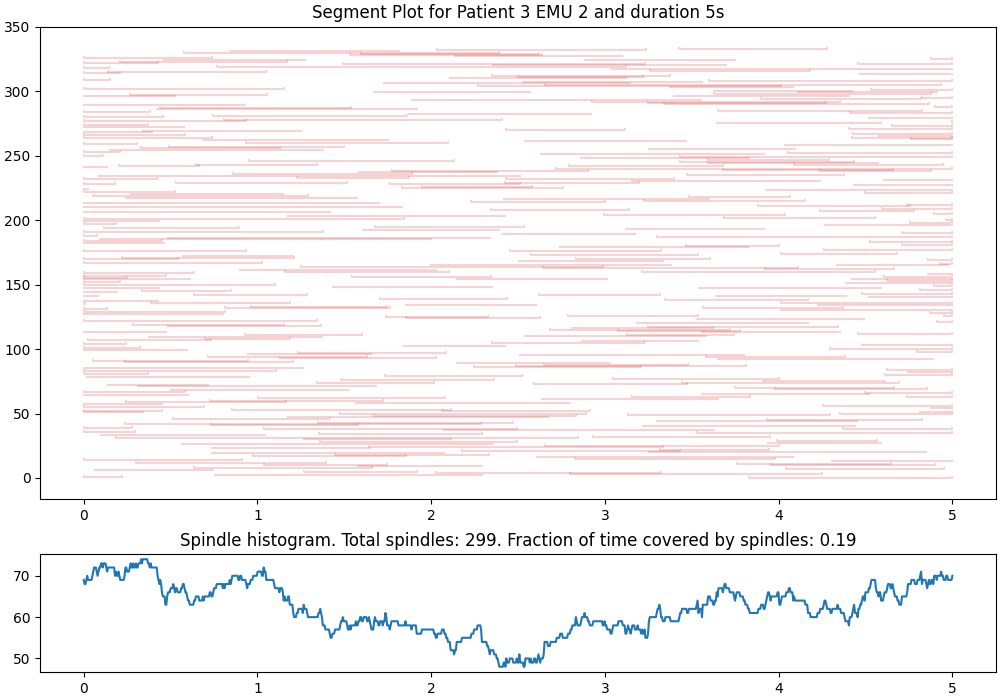 Segment Plot for Patient 3 EMU 2 and duration 5s
350
300
250
200
150
100
50
0
0 1 2 3 4 5
Spindle histogram. Total spindles: 299. Fraction of time covered by spindles: 0.19
70
60
50
0 1 2 3 4 5